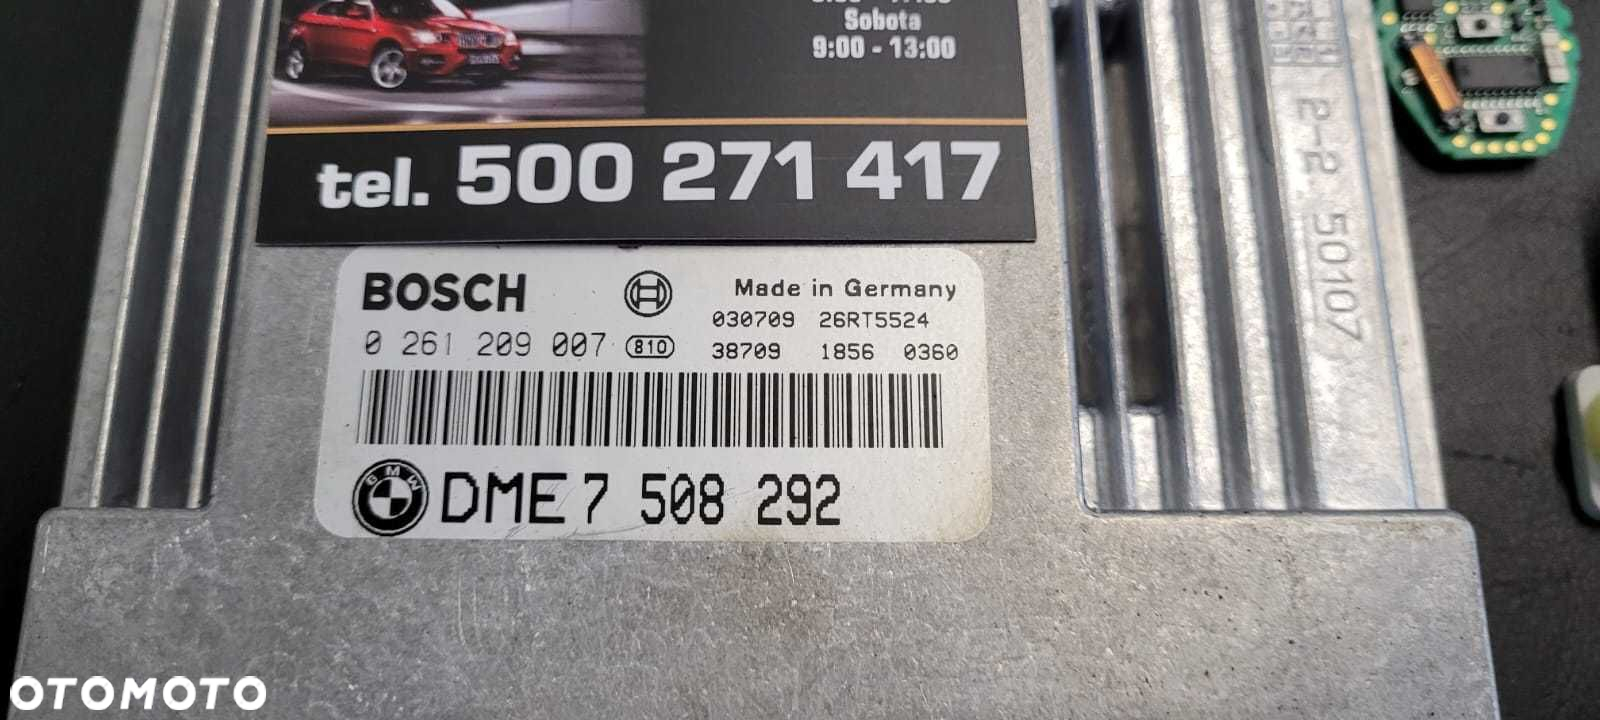 Sobota
9:00 - 13:00
tel. 500 271 417
BOSCH
Made in Germany
030709 26RT5524
0 261 209 007 810
38709 1856 0360
DME 7 508 292
BMW
2-2 50107
OTOMOTO